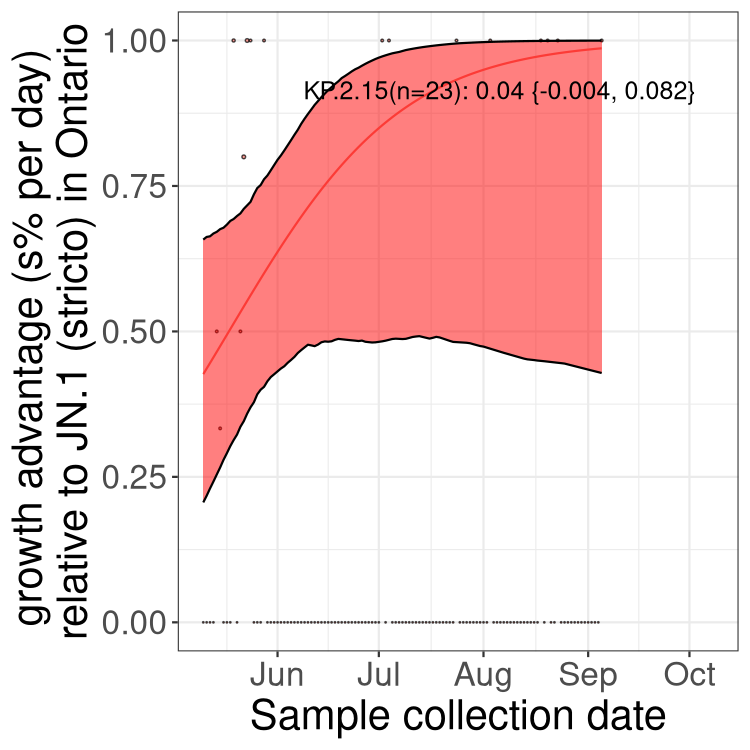 growth advantage (s% per day)
relative to JN.1 (stricto) in Ontario
1.00
0.75
0.50
0.25
0.00
KP.2.15(n=23): 0.04 {-0.004, 0.082}
Jun Jul Aug Sep Oct
Sample collection date